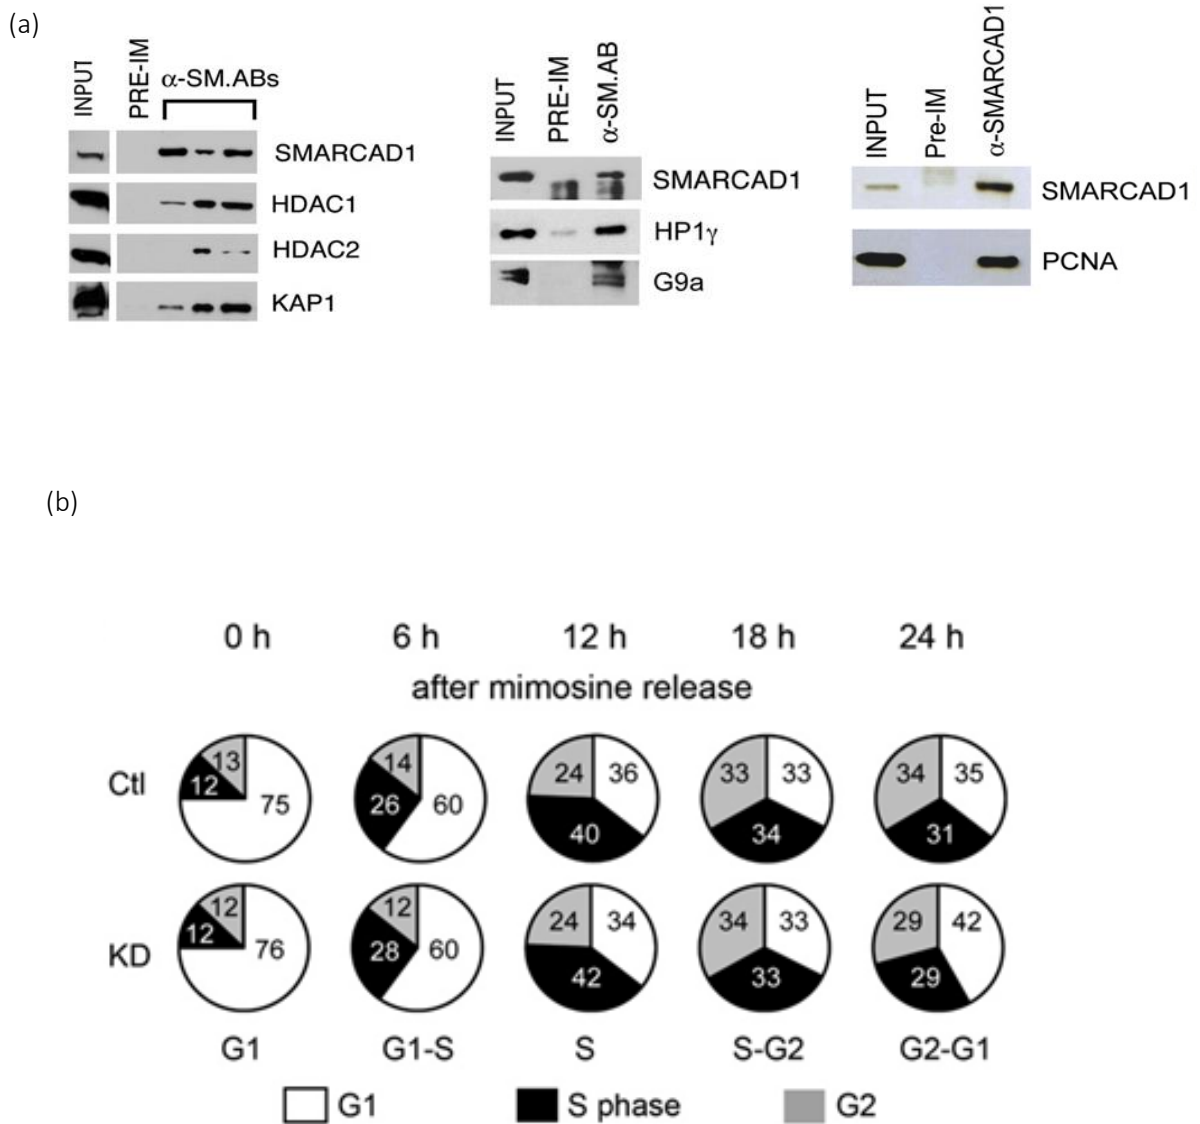 (a)
INPUT PRE-IM α-SM.ABs
SMARCAD1
HDAC1
HDAC2
KAP1
INPUT PRE-IM α-SM.AB
SMARCAD1
HP1γ
G9a
INPUT Pre-IM α-SMARCAD1
SMARCAD1
PCNA
(b)
0 h 6 h 12 h 18 h 24 h
after mimosine release
Ctl
13 12 75
14 26 60
24 36 40
33 33 34
34 35 31
KD
12 12 76
12 28 60
24 34 42
34 33 33
29 42 29
G1 G1-S S S-G2 G2-G1
G1 S phase G2